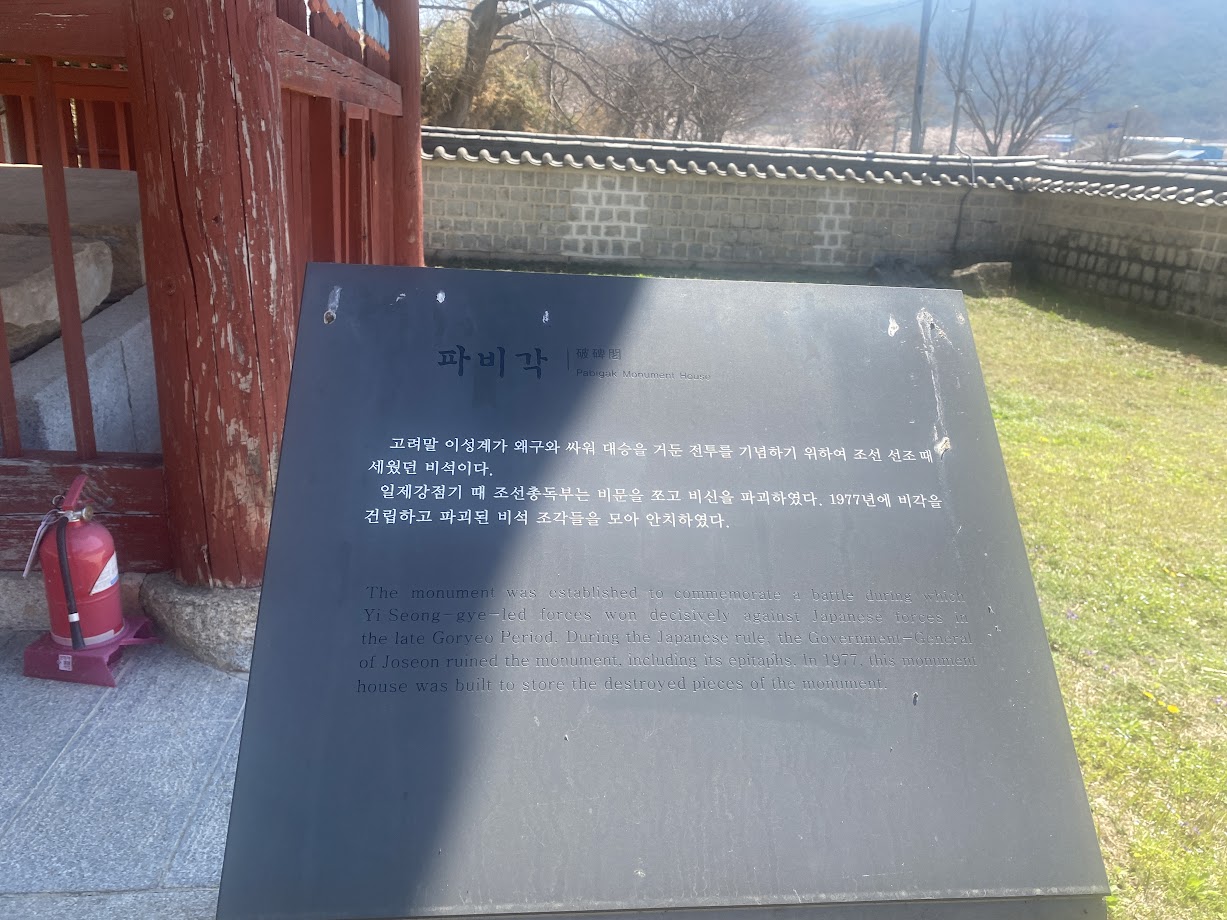 파비각
破碑閣
Pabigak Monument House
고려말 이성계가 왜구와 싸워 대승을 거둔 전투를 기념하기 위하여 조선 선조 때
세웠던 비석이다.
일제강점기 때 조선총독부는 비문을 쪼고 비신을 파괴하였다. 1977년에 비각을
건립하고 파괴된 비석 조각들을 모아 안치하였다.
The monument was established to commemorate a battle during which
Yi Seong-gye-led forces won decisively against Japanese forces in
the late Goryeo Period. During the Japanese rule, the Government-General
of Joseon ruined the monument, including its epitaphs. In 1977, this monument
house was built to store the destroyed pieces of the monument.